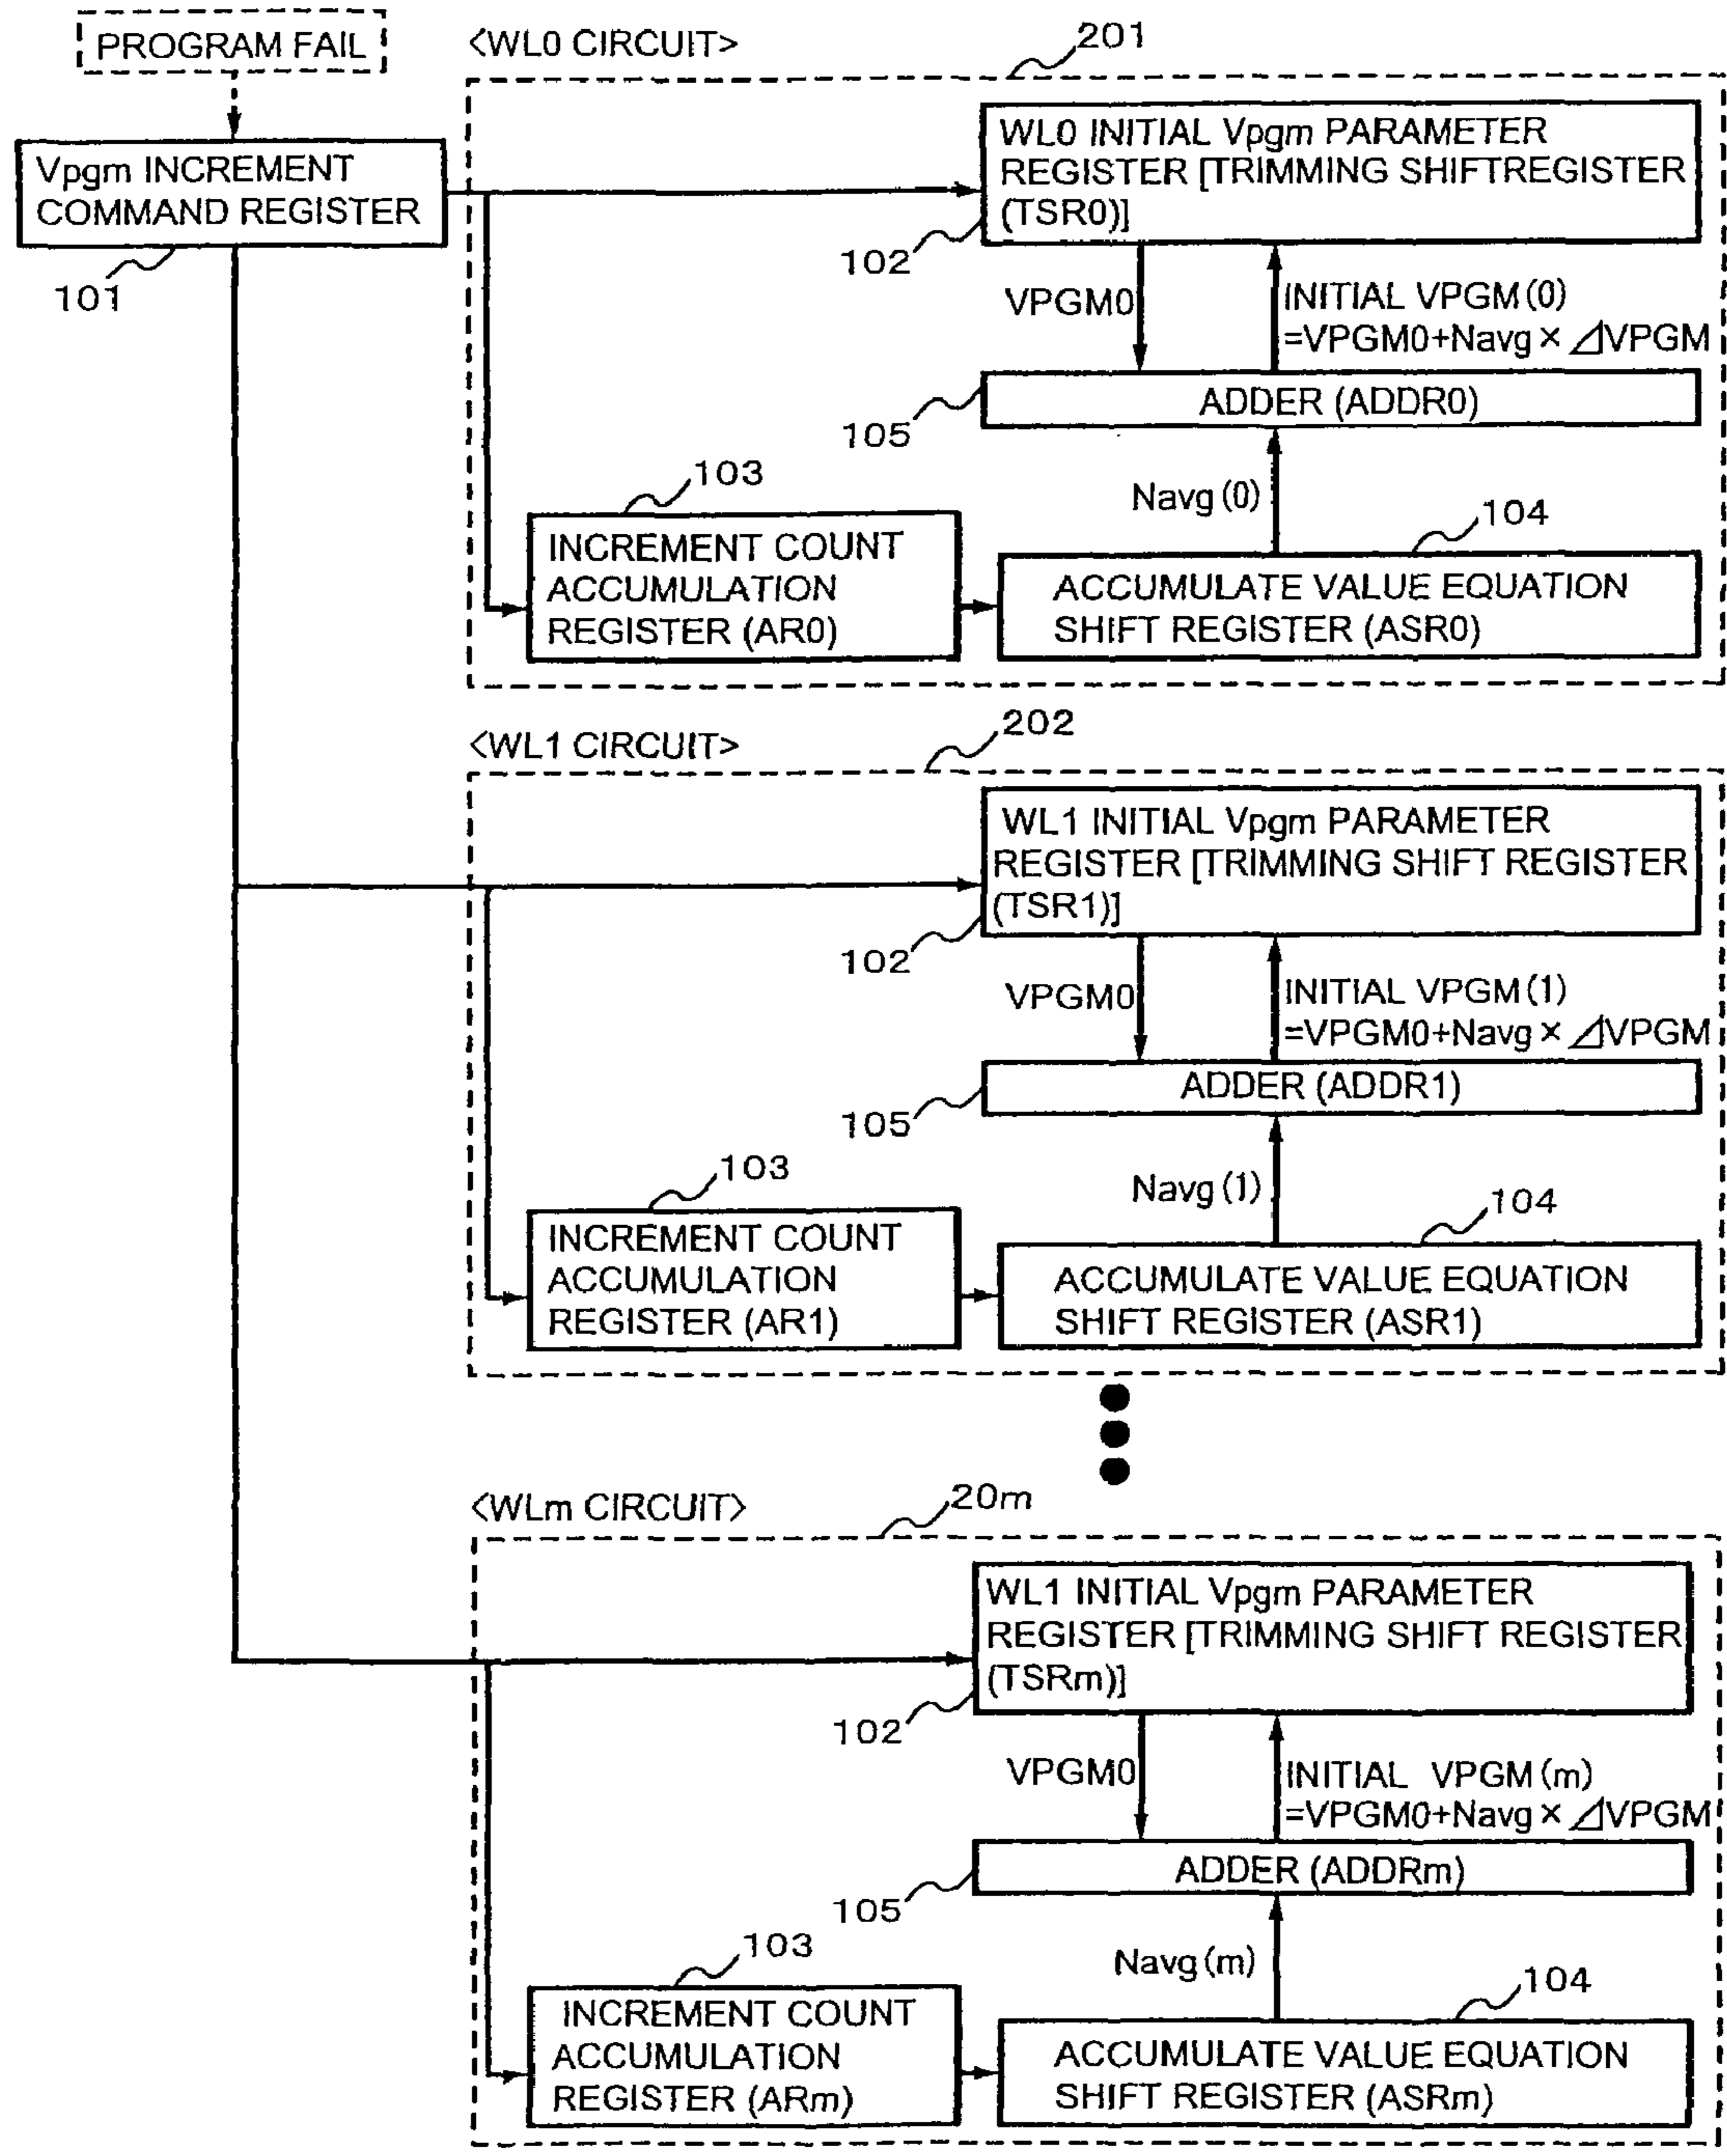 PROGRAM FAIL
Vpgm INCREMENT
COMMAND REGISTER
101
<WL0 CIRCUIT>
201
WL0 INITIAL Vpgm PARAMETER
REGISTER [TRIMMING SHIFTREGISTER
(TSR0)]
102
VPGM0
INITIAL VPGM(0)
=VPGM0+Navg×⊿VPGM
ADDER (ADDR0)
105
103
Navg(0)
104
INCREMENT COUNT
ACCUMULATION
REGISTER (AR0)
ACCUMULATE VALUE EQUATION
SHIFT REGISTER (ASR0)
<WL1 CIRCUIT>
202
WL1 INITIAL Vpgm PARAMETER
REGISTER [TRIMMING SHIFT REGISTER
(TSR1)]
102
VPGM0
INITIAL VPGM(1)
=VPGM0+Navg×⊿VPGM
ADDER (ADDR1)
105
103
Navg(1)
104
INCREMENT COUNT
ACCUMULATION
REGISTER (AR1)
ACCUMULATE VALUE EQUATION
SHIFT REGISTER (ASR1)
<WLm CIRCUIT>
20m
WL1 INITIAL Vpgm PARAMETER
REGISTER [TRIMMING SHIFT REGISTER
(TSRm)]
102
VPGM0
INITIAL VPGM(m)
=VPGM0+Navg×⊿VPGM
ADDER (ADDRm)
105
103
Navg(m)
104
INCREMENT COUNT
ACCUMULATION
REGISTER (ARm)
ACCUMULATE VALUE EQUATION
SHIFT REGISTER (ASRm)